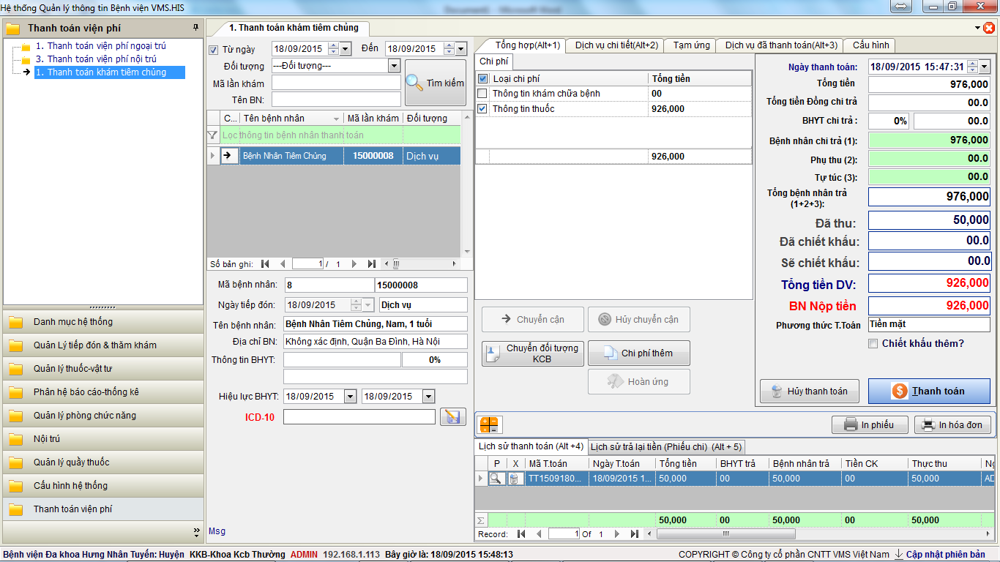 Hệ thống Quản lý thông tin Bệnh viện VMS.HIS
Thanh toán viện phí
1. Thanh toán viện phí ngoại trú
3. Thanh toán viện phí nội trú
1. Thanh toán khám tiêm chủng
Danh mục hệ thống
Quản Lý tiếp đón & thăm khám
Quản lý thuốc-vật tư
Phân hệ báo cáo-thống kê
Quản lý phòng chức năng
Nội trú
Quản lý quầy thuốc
Cấu hình hệ thống
Thanh toán viện phí
1. Thanh toán khám tiêm chủng
Từ ngày 18/09/2015 Đến 18/09/2015
Đối tượng ---Đối tượng---
Mã lần khám
Tên BN:
Tìm kiếm
C... Tên bệnh nhân Mã lần khám Đối tượng
Lọc thông tin bệnh nhân thanh toán
Bệnh Nhân Tiêm Chủng 15000008 Dịch vụ
Số bản ghi: 1 / 1
Mã bệnh nhân: 8 15000008
Ngày tiếp đón: 18/09/2015 Dịch vụ
Tên bệnh nhân: Bệnh Nhân Tiêm Chủng, Nam, 1 tuổi
Địa chỉ BN: Không xác định, Quận Ba Đình, Hà Nội
Thông tin BHYT: 0%
Hiệu lực BHYT: 18/09/2015 18/09/2015
ICD-10
Msg
Tổng hợp(Alt+1) Dịch vụ chi tiết(Alt+2) Tạm ứng Dịch vụ đã thanh toán(Alt+3) Cấu hình
Chi phí
Loại chi phí Tổng tiền
Thông tin khám chữa bệnh 00
Thông tin thuốc 926,000
926,000
Chuyển cận Hủy chuyển cận
Chuyển đối tượng KCB Chi phí thêm
Hoàn ứng
Ngày thanh toán: 18/09/2015 15:47:31
Tổng tiền 976,000
Tổng tiền Đồng chi trả 00.0
BHYT chi trả : 0% 00.0
Bệnh nhân chi trả (1): 976,000
Phụ thu (2): 00.0
Tự túc (3): 00.0
Tổng bệnh nhân trả (1+2+3): 976,000
Đã thu: 50,000
Đã chiết khấu: 00.0
Sẽ chiết khấu: 00.0
Tổng tiền DV: 926,000
BN Nộp tiền 926,000
Phương thức T.Toán Tiền mặt
Chiết khấu thêm?
Hủy thanh toán Thanh toán
In phiếu In hóa đơn
Lịch sử thanh toán (Alt +4) Lịch sử trả lại tiền (Phiếu chi) (Alt + 5)
P X Mã T.toán Ngày T.toán Tổng tiền BHYT trả Bệnh nhân trả Tiền CK Thực thu
TT1509180... 18/09/2015 1... 50,000 00 50,000 00 50,000
50,000 00 50,000 00 50,000
Record: 1 Of 1
Bệnh viện Đa khoa Hưng Nhân Tuyến: Huyện KKB-Khoa Kcb Thường ADMIN 192.168.1.113 Bây giờ là: 18/09/2015 15:48:13 COPYRIGHT © Công ty cổ phần CNTT VMS Việt Nam Cập nhật phiên bản